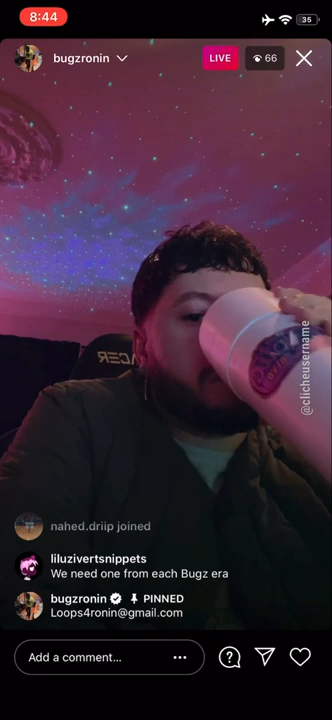 8:44
35
bugzronin
LIVE
66
@clicheusername
nahed.driip joined
liluzivertsnippets
We need one from each Bugz era
bugzronin PINNED
Loops4ronin@gmail.com
Add a comment...